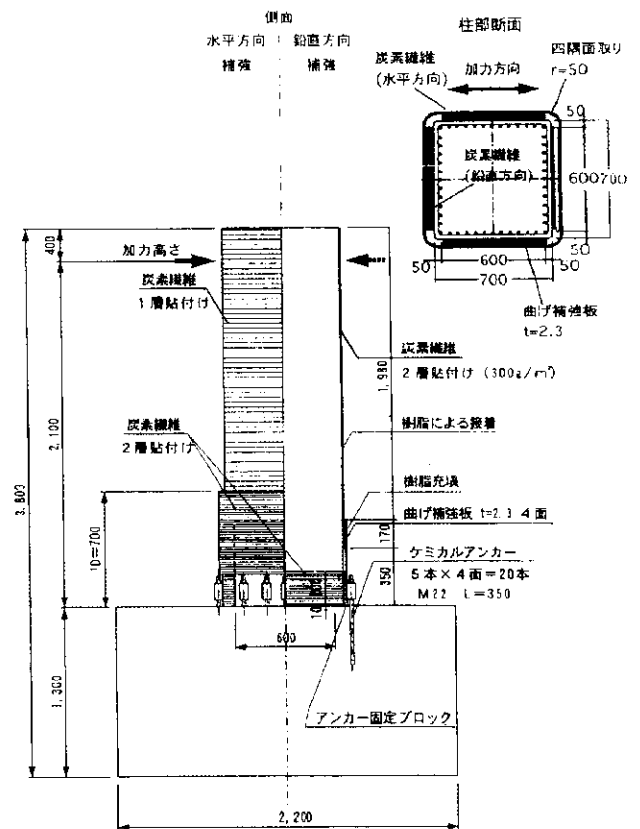 側面
水平方向
補強
鉛直方向
補強
柱部断面
炭素繊維
(水平方向)
加力方向
四隅面取り
r=50
50
炭素繊維
(鉛直方向)
600
700
50
50
600
50
700
曲げ補強板
t=2.3
400
加力高さ
炭素繊維
1層貼付け
炭素繊維
2層貼付け (300g/m²)
1,980
2,100
3,800
炭素繊維
2層貼付け
樹脂による接着
樹脂充填
曲げ補強板 t=2.3 4面
170
350
ケミカルアンカー
5本×4面=20本
M22 L=350
1D=700
600
1,300
アンカー固定ブロック
2,200